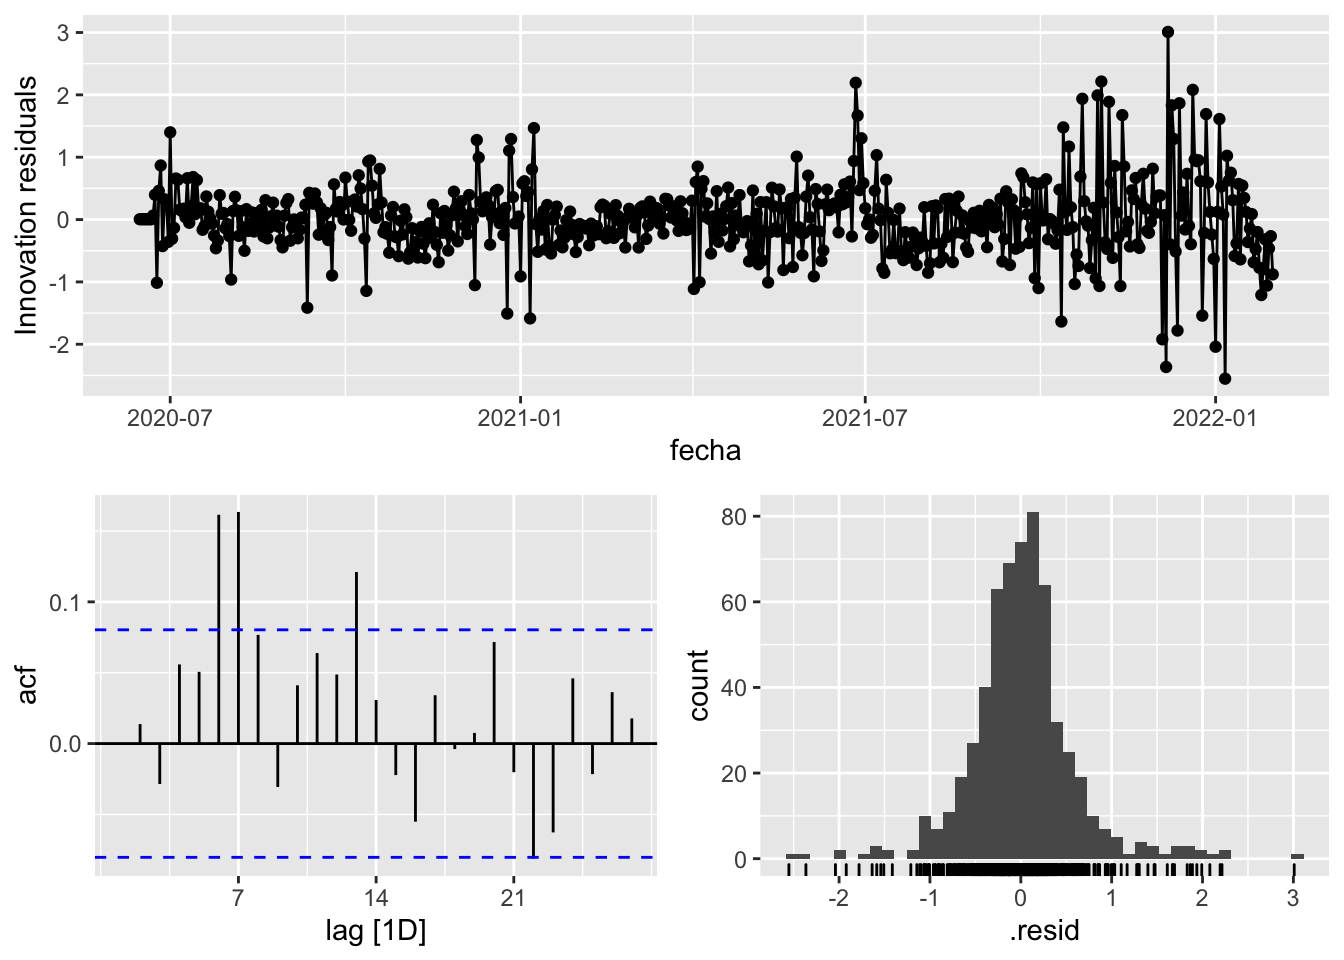 Innovation residuals
3
2
1
0
-1
-2
2020-07 2021-01 2021-07 2022-01
fecha
acf
0.1
0.0
7 14 21
lag [1D]
count
80
60
40
20
0
-2 -1 0 1 2 3
.resid